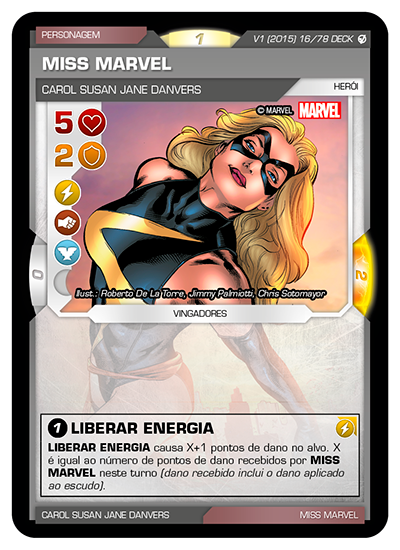 PERSONAGEM
1
V1 (2015) 16/78 DECK
MISS MARVEL
CAROL SUSAN JANE DANVERS
HERÓI
© MARVEL MARVEL
5
2
0
2
Ilust.: Roberto De La Torre, Jimmy Palmiotti, Chris Sotomayor
VINGADORES
1 LIBERAR ENERGIA
LIBERAR ENERGIA causa X+1 pontos de dano no alvo. X
é igual ao número de pontos de dano recebidos por MISS
MARVEL neste turno (dano recebido inclui o dano aplicado
ao escudo).
CAROL SUSAN JANE DANVERS
MISS MARVEL